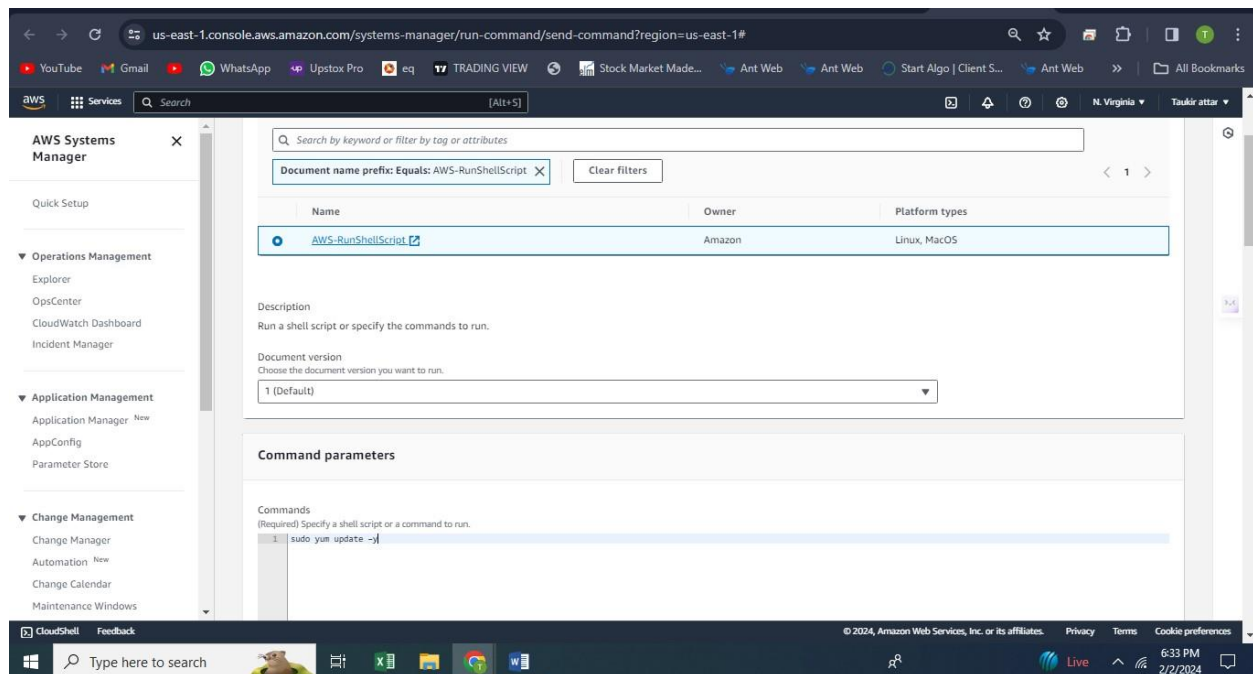 us-east-1.console.aws.amazon.com/systems-manager/run-command/send-command?region=us-east-1#
T
YouTube Gmail WhatsApp up Upstox Pro eq TRADING VIEW Stock Market Made... Ant Web Ant Web Start Algo | Client S... Ant Web » All Bookmarks
aws Services Search [Alt+S] N. Virginia ▼ Taukir attar ▼
AWS Systems Manager X
Quick Setup
▼ Operations Management
Explorer
OpsCenter
CloudWatch Dashboard
Incident Manager
▼ Application Management
Application Manager New
AppConfig
Parameter Store
▼ Change Management
Change Manager
Automation New
Change Calendar
Maintenance Windows
Search by keyword or filter by tag or attributes
Document name prefix: Equals: AWS-RunShellScript X Clear filters < 1 >
Name Owner Platform types
AWS-RunShellScript Amazon Linux, MacOS
Description
Run a shell script or specify the commands to run.
Document version
Choose the document version you want to run.
1 (Default) ▼
Command parameters
Commands
(Required) Specify a shell script or a command to run.
1 sudo yum update -y
CloudShell Feedback © 2024, Amazon Web Services, Inc. or its affiliates. Privacy Terms Cookie preferences
Type here to search Live 6:33 PM
2/2/2024